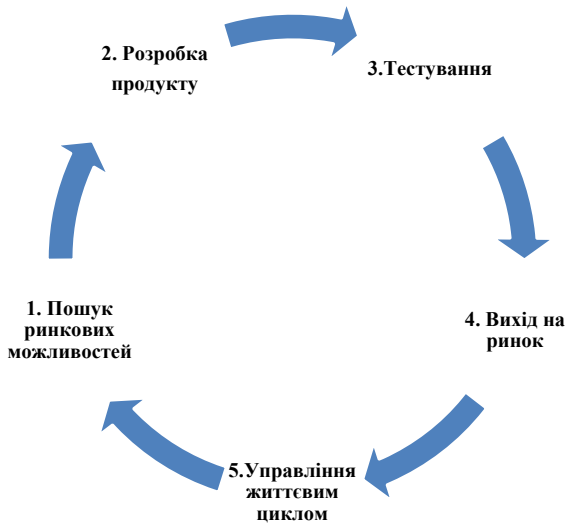 1. Пошук
ринкових
можливостей
2. Розробка
продукту
3.Тестування
4. Вихід на
ринок
5.Управління
життєвим
циклом